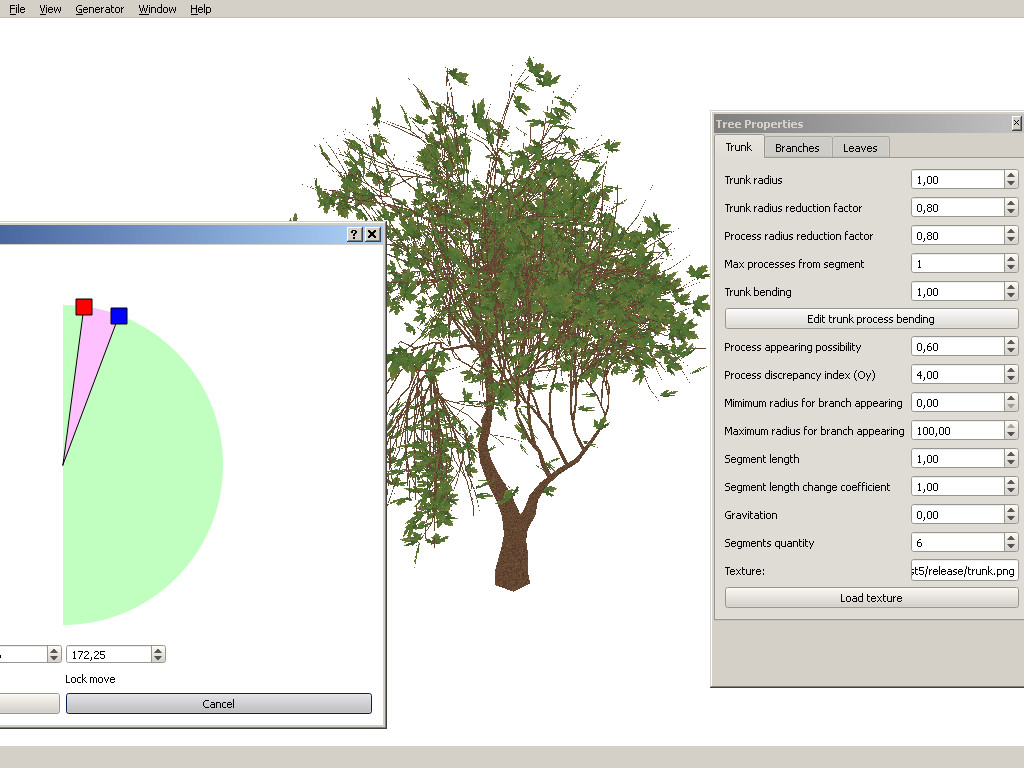 File View Generator Window Help
Tree Properties
Trunk Branches Leaves
Trunk radius 1,00
Trunk radius reduction factor 0,80
Process radius reduction factor 0,80
Max processes from segment 1
Trunk bending 1,00
Edit trunk process bending
Process appearing possibility 0,60
Process discrepancy index (Oy) 4,00
Minimum radius for branch appearing 0,00
Maximum radius for branch appearing 100,00
Segment length 1,00
Segment length change coefficient 1,00
Gravitation 0,00
Segments quantity 6
Texture: st5/release/trunk.png
Load texture
172,25
Lock move
Cancel